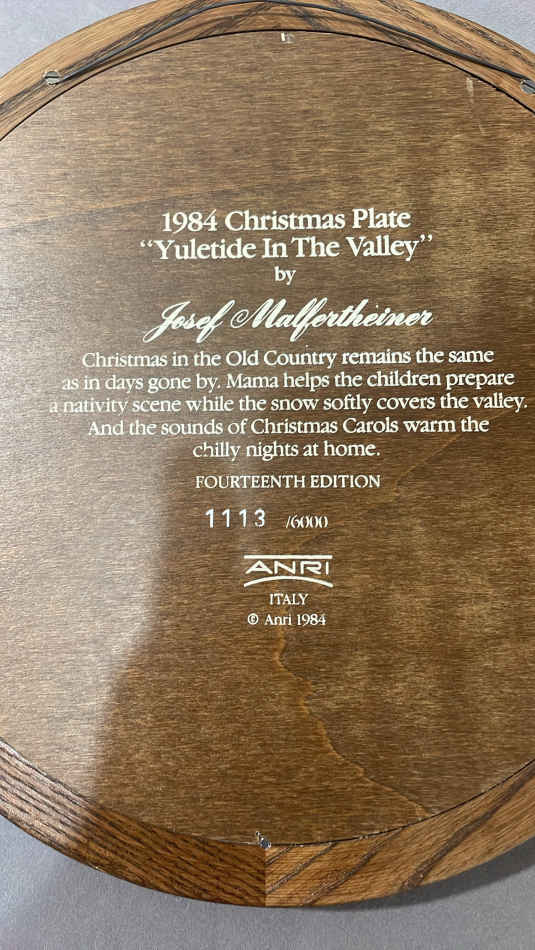 1984 Christmas Plate
“Yuletide In The Valley”
by
Josef Malfertheiner
Christmas in the Old Country remains the same
as in days gone by. Mama helps the children prepare
a nativity scene while the snow softly covers the valley.
And the sounds of Christmas Carols warm the
chilly nights at home.
FOURTEENTH EDITION
1113 /6000
ANRI
ITALY
© Anri 1984